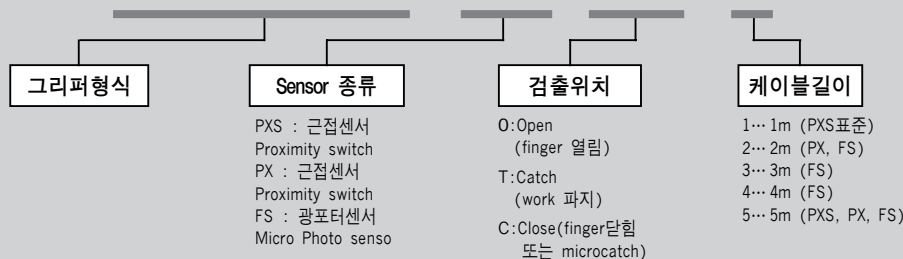 그리퍼형식
Sensor 종류
PXS : 근접센서
Proximity switch
PX : 근접센서
Proximity switch
FS : 광포터센서
Micro Photo senso
검출위치
O:Open
(finger 열림)
T:Catch
(work 파지)
C:Close(finger닫힘
또는 microcatch)
케이블길이
1··· 1m (PXS표준)
2··· 2m (PX, FS)
3··· 3m (FS)
4··· 4m (FS)
5··· 5m (PXS, PX, FS)